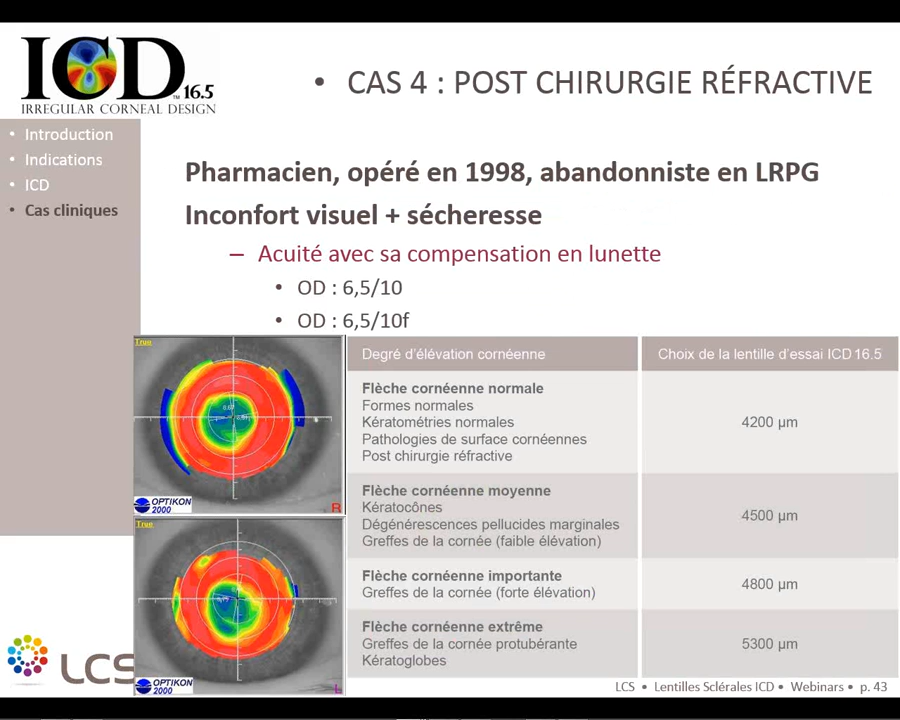 ICD
™ 16.5
IRREGULAR CORNEAL DESIGN
• CAS 4 : POST CHIRURGIE RÉFRACTIVE
• Introduction
• Indications
• ICD
• Cas cliniques
Pharmacien, opéré en 1998, abandonniste en LRPG
Inconfort visuel + sécheresse
– Acuité avec sa compensation en lunette
• OD : 6,5/10
• OD : 6,5/10f
True
OPTIKON
2000
R
True
OPTIKON
2000
L
Degré d'élévation cornéenne
Choix de la lentille d'essai ICD 16.5
Flèche cornéenne normale
Formes normales
Kératométries normales
Pathologies de surface cornéennes
Post chirurgie réfractive
4200 µm
Flèche cornéenne moyenne
Kératocônes
Dégénérescences pellucides marginales
Greffes de la cornée (faible élévation)
4500 µm
Flèche cornéenne importante
Greffes de la cornée (forte élévation)
4800 µm
Flèche cornéenne extrême
Greffes de la cornée protubérante
Kératoglobes
5300 µm
LCS
LCS • Lentilles Sclérales ICD • Webinars • p. 43